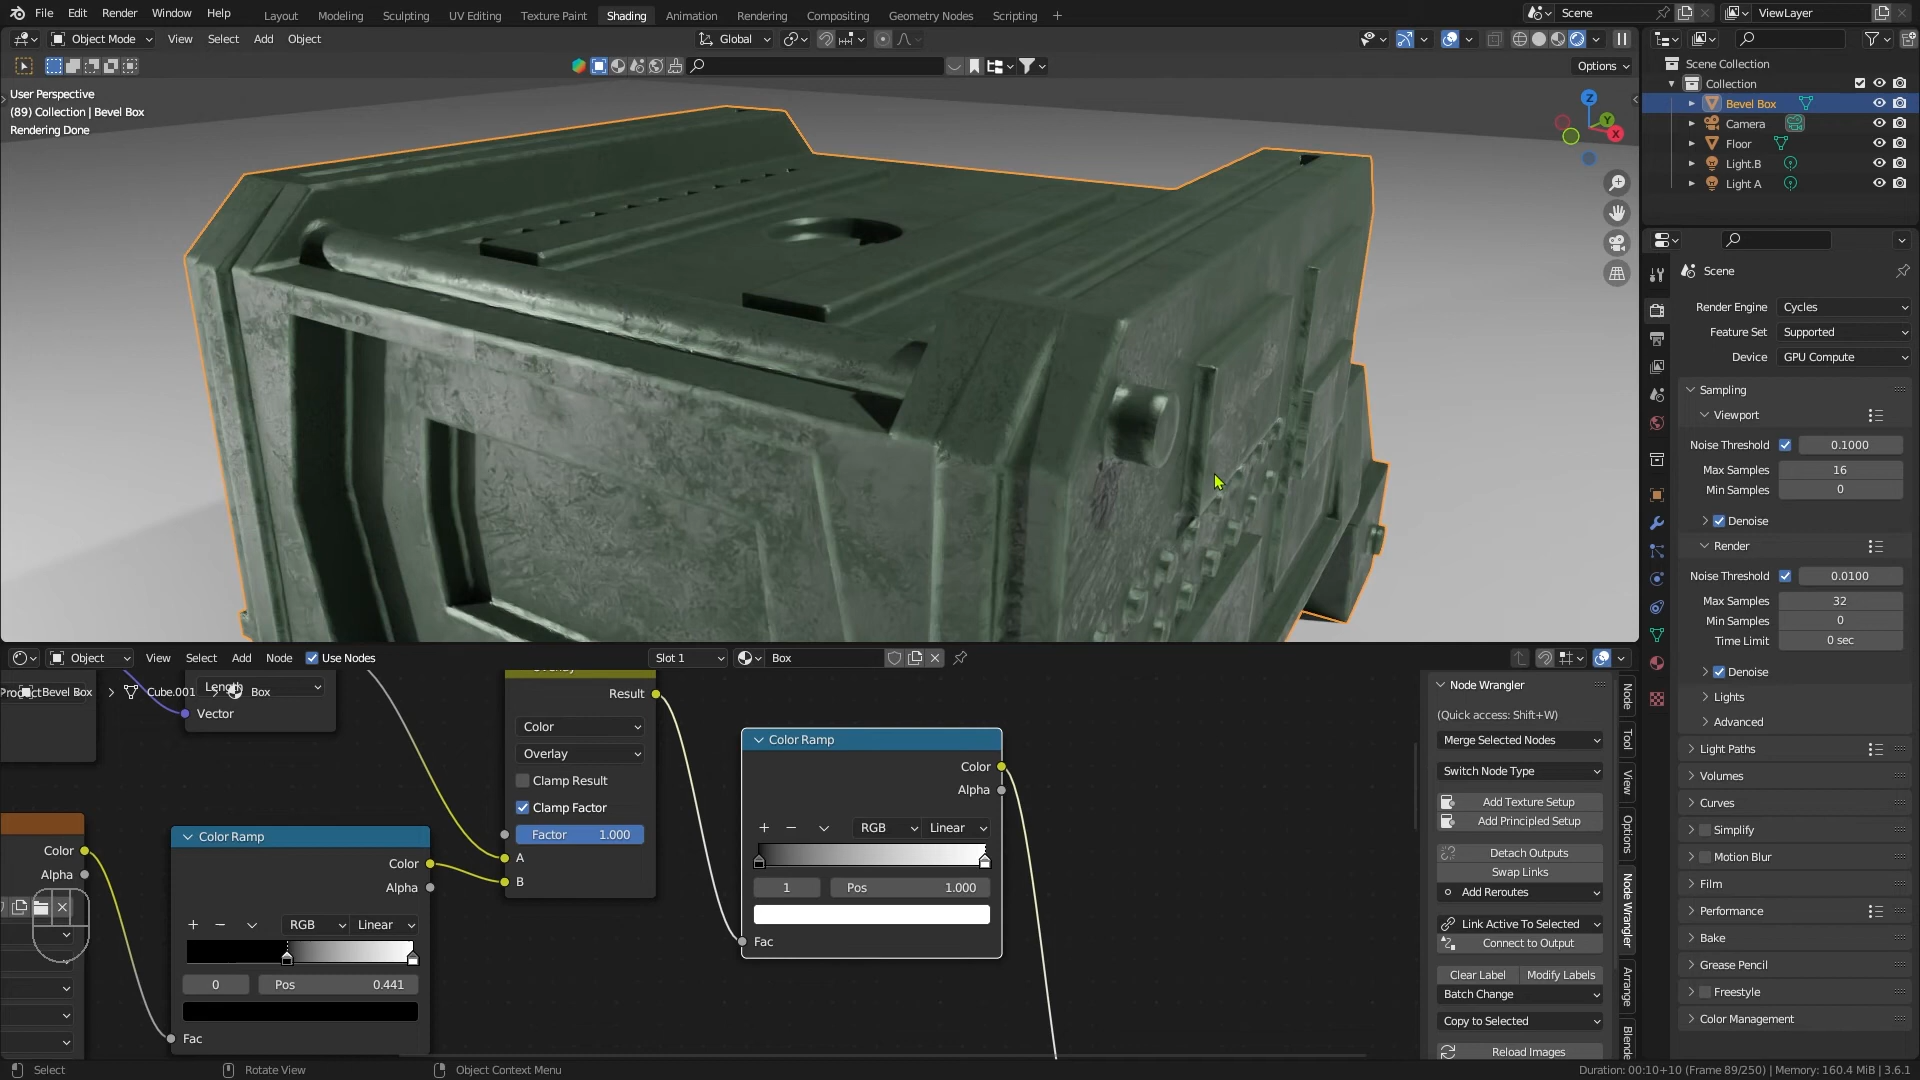 File Edit Render Window Help Layout Modeling Sculpting UV Editing Texture Paint Shading Animation Rendering Compositing Geometry Nodes Scripting + Scene ViewLayer
Object Mode View Select Add Object Global
Options
User Perspective
(89) Collection | Bevel Box
Rendering Done
Z
Y
X
Scene Collection
Collection
Bevel Box
Camera
Floor
Light.B
Light A
Scene
Render Engine Cycles
Feature Set Supported
Device GPU Compute
Sampling
Viewport
Noise Threshold 0.1000
Max Samples 16
Min Samples 0
Denoise
Render
Noise Threshold 0.0100
Max Samples 32
Min Samples 0
Time Limit 0 sec
Denoise
Lights
Advanced
Light Paths
Volumes
Curves
Simplify
Motion Blur
Film
Performance
Bake
Grease Pencil
Freestyle
Color Management
Object View Select Add Node Use Nodes Slot 1 Box
Bevel Box > Cube.001 > Box
Length
Vector
Color
Alpha
Color Ramp
Color
Alpha
+ − RGB Linear
0 Pos 0.441
Fac
Result
Color
Overlay
Clamp Result
Clamp Factor
Factor 1.000
A
B
Color Ramp
Color
Alpha
+ − RGB Linear
1 Pos 1.000
Fac
Node Wrangler
(Quick access: Shift+W)
Merge Selected Nodes
Switch Node Type
Add Texture Setup
Add Principled Setup
Detach Outputs
Swap Links
Add Reroutes
Link Active To Selected
Connect to Output
Clear Label Modify Labels
Batch Change
Copy to Selected
Reload Images
Node
Tool
View
Options
Node Wrangler
Arrange
Select Rotate View Object Context Menu Duration: 00:10+10 (Frame 89/250) | Memory: 160.4 MiB | 3.6.1